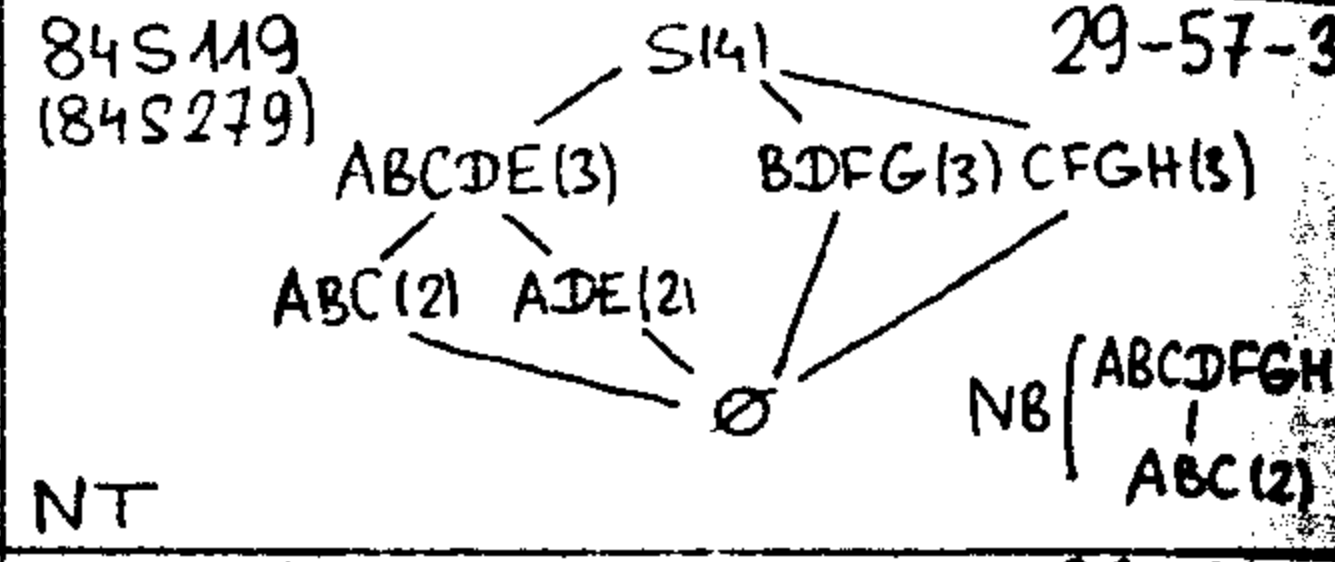 84S119 S(4) 29-57-3
(84S279)
ABCDE(3) BDFG(3) CFGH(3)
ABC(2) ADE(2)
NB ABCDFGH
∅
ABC(2)
NT